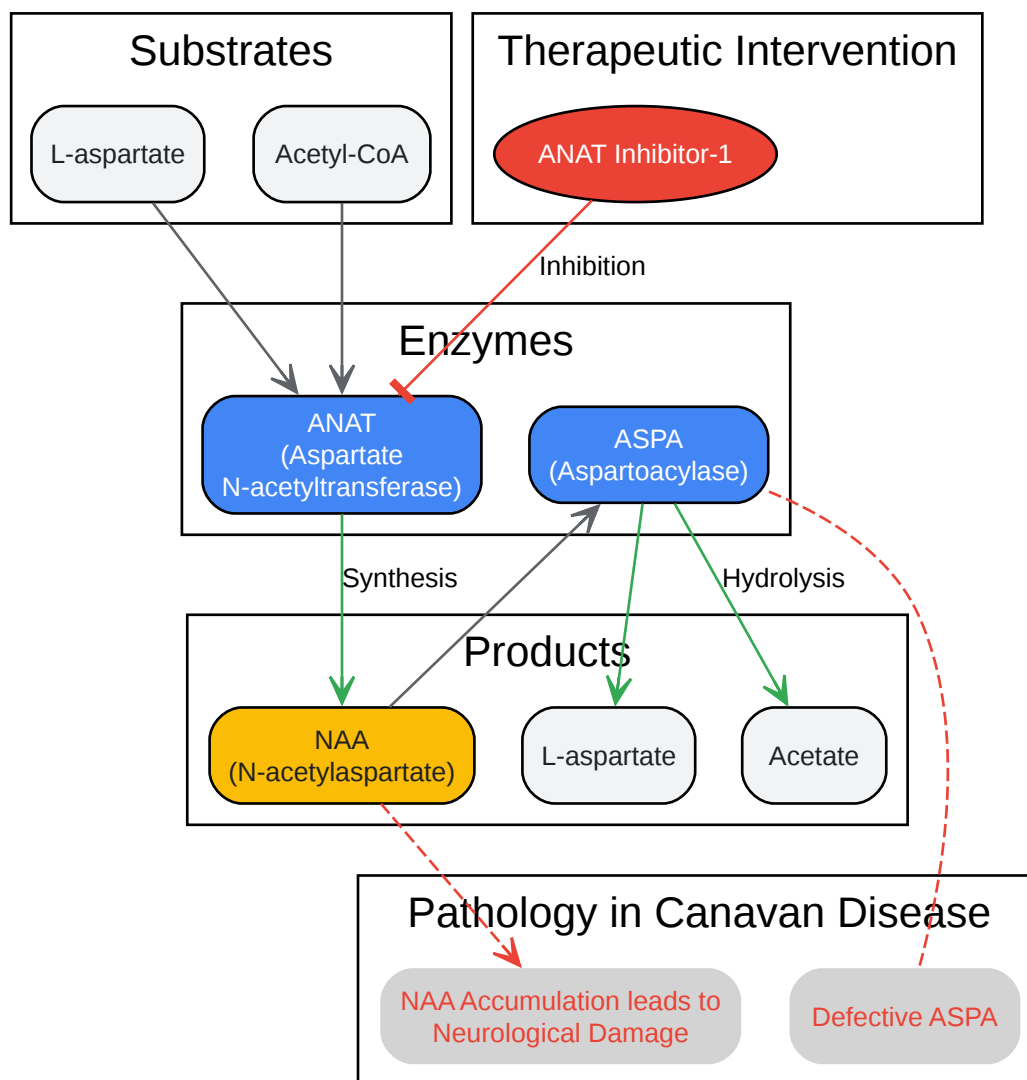 Substrates
Therapeutic Intervention
L-aspartate
Acetyl-CoA
ANAT Inhibitor-1
Inhibition
Enzymes
ANAT
(Aspartate
N-acetyltransferase)
ASPA
(Aspartoacylase)
Synthesis
Hydrolysis
Products
NAA
(N-acetylaspartate)
L-aspartate
Acetate
Pathology in Canavan Disease
NAA Accumulation leads to
Neurological Damage
Defective ASPA